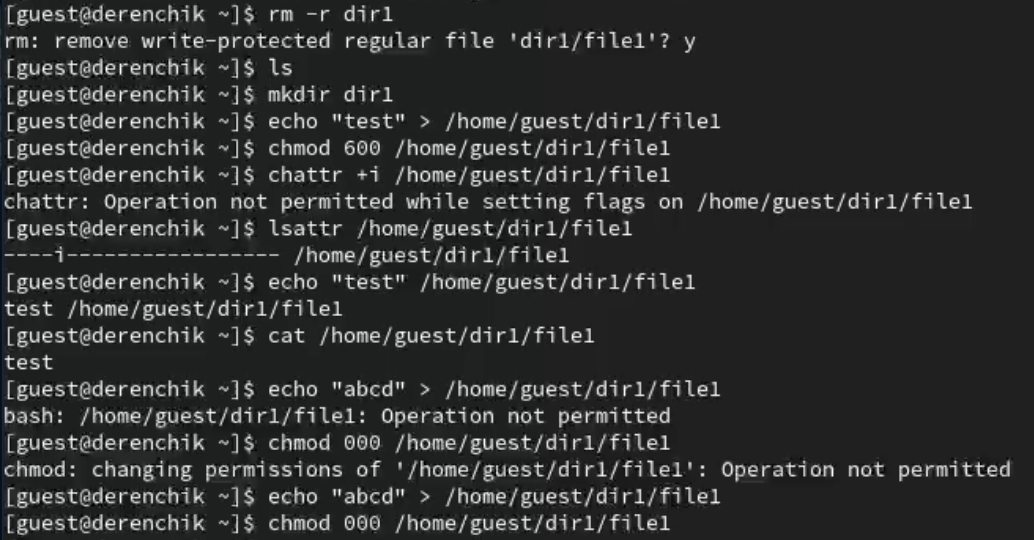 [guest@derenchik ~]$ rm -r dir1
rm: remove write-protected regular file 'dir1/file1'? y
[guest@derenchik ~]$ ls
[guest@derenchik ~]$ mkdir dir1
[guest@derenchik ~]$ echo "test" > /home/guest/dir1/file1
[guest@derenchik ~]$ chmod 600 /home/guest/dir1/file1
[guest@derenchik ~]$ chattr +i /home/guest/dir1/file1
chattr: Operation not permitted while setting flags on /home/guest/dir1/file1
[guest@derenchik ~]$ lsattr /home/guest/dir1/file1
----i----------------- /home/guest/dir1/file1
[guest@derenchik ~]$ echo "test" /home/guest/dir1/file1
test /home/guest/dir1/file1
[guest@derenchik ~]$ cat /home/guest/dir1/file1
test
[guest@derenchik ~]$ echo "abcd" > /home/guest/dir1/file1
bash: /home/guest/dir1/file1: Operation not permitted
[guest@derenchik ~]$ chmod 000 /home/guest/dir1/file1
chmod: changing permissions of '/home/guest/dir1/file1': Operation not permitted
[guest@derenchik ~]$ echo "abcd" > /home/guest/dir1/file1
[guest@derenchik ~]$ chmod 000 /home/guest/dir1/file1